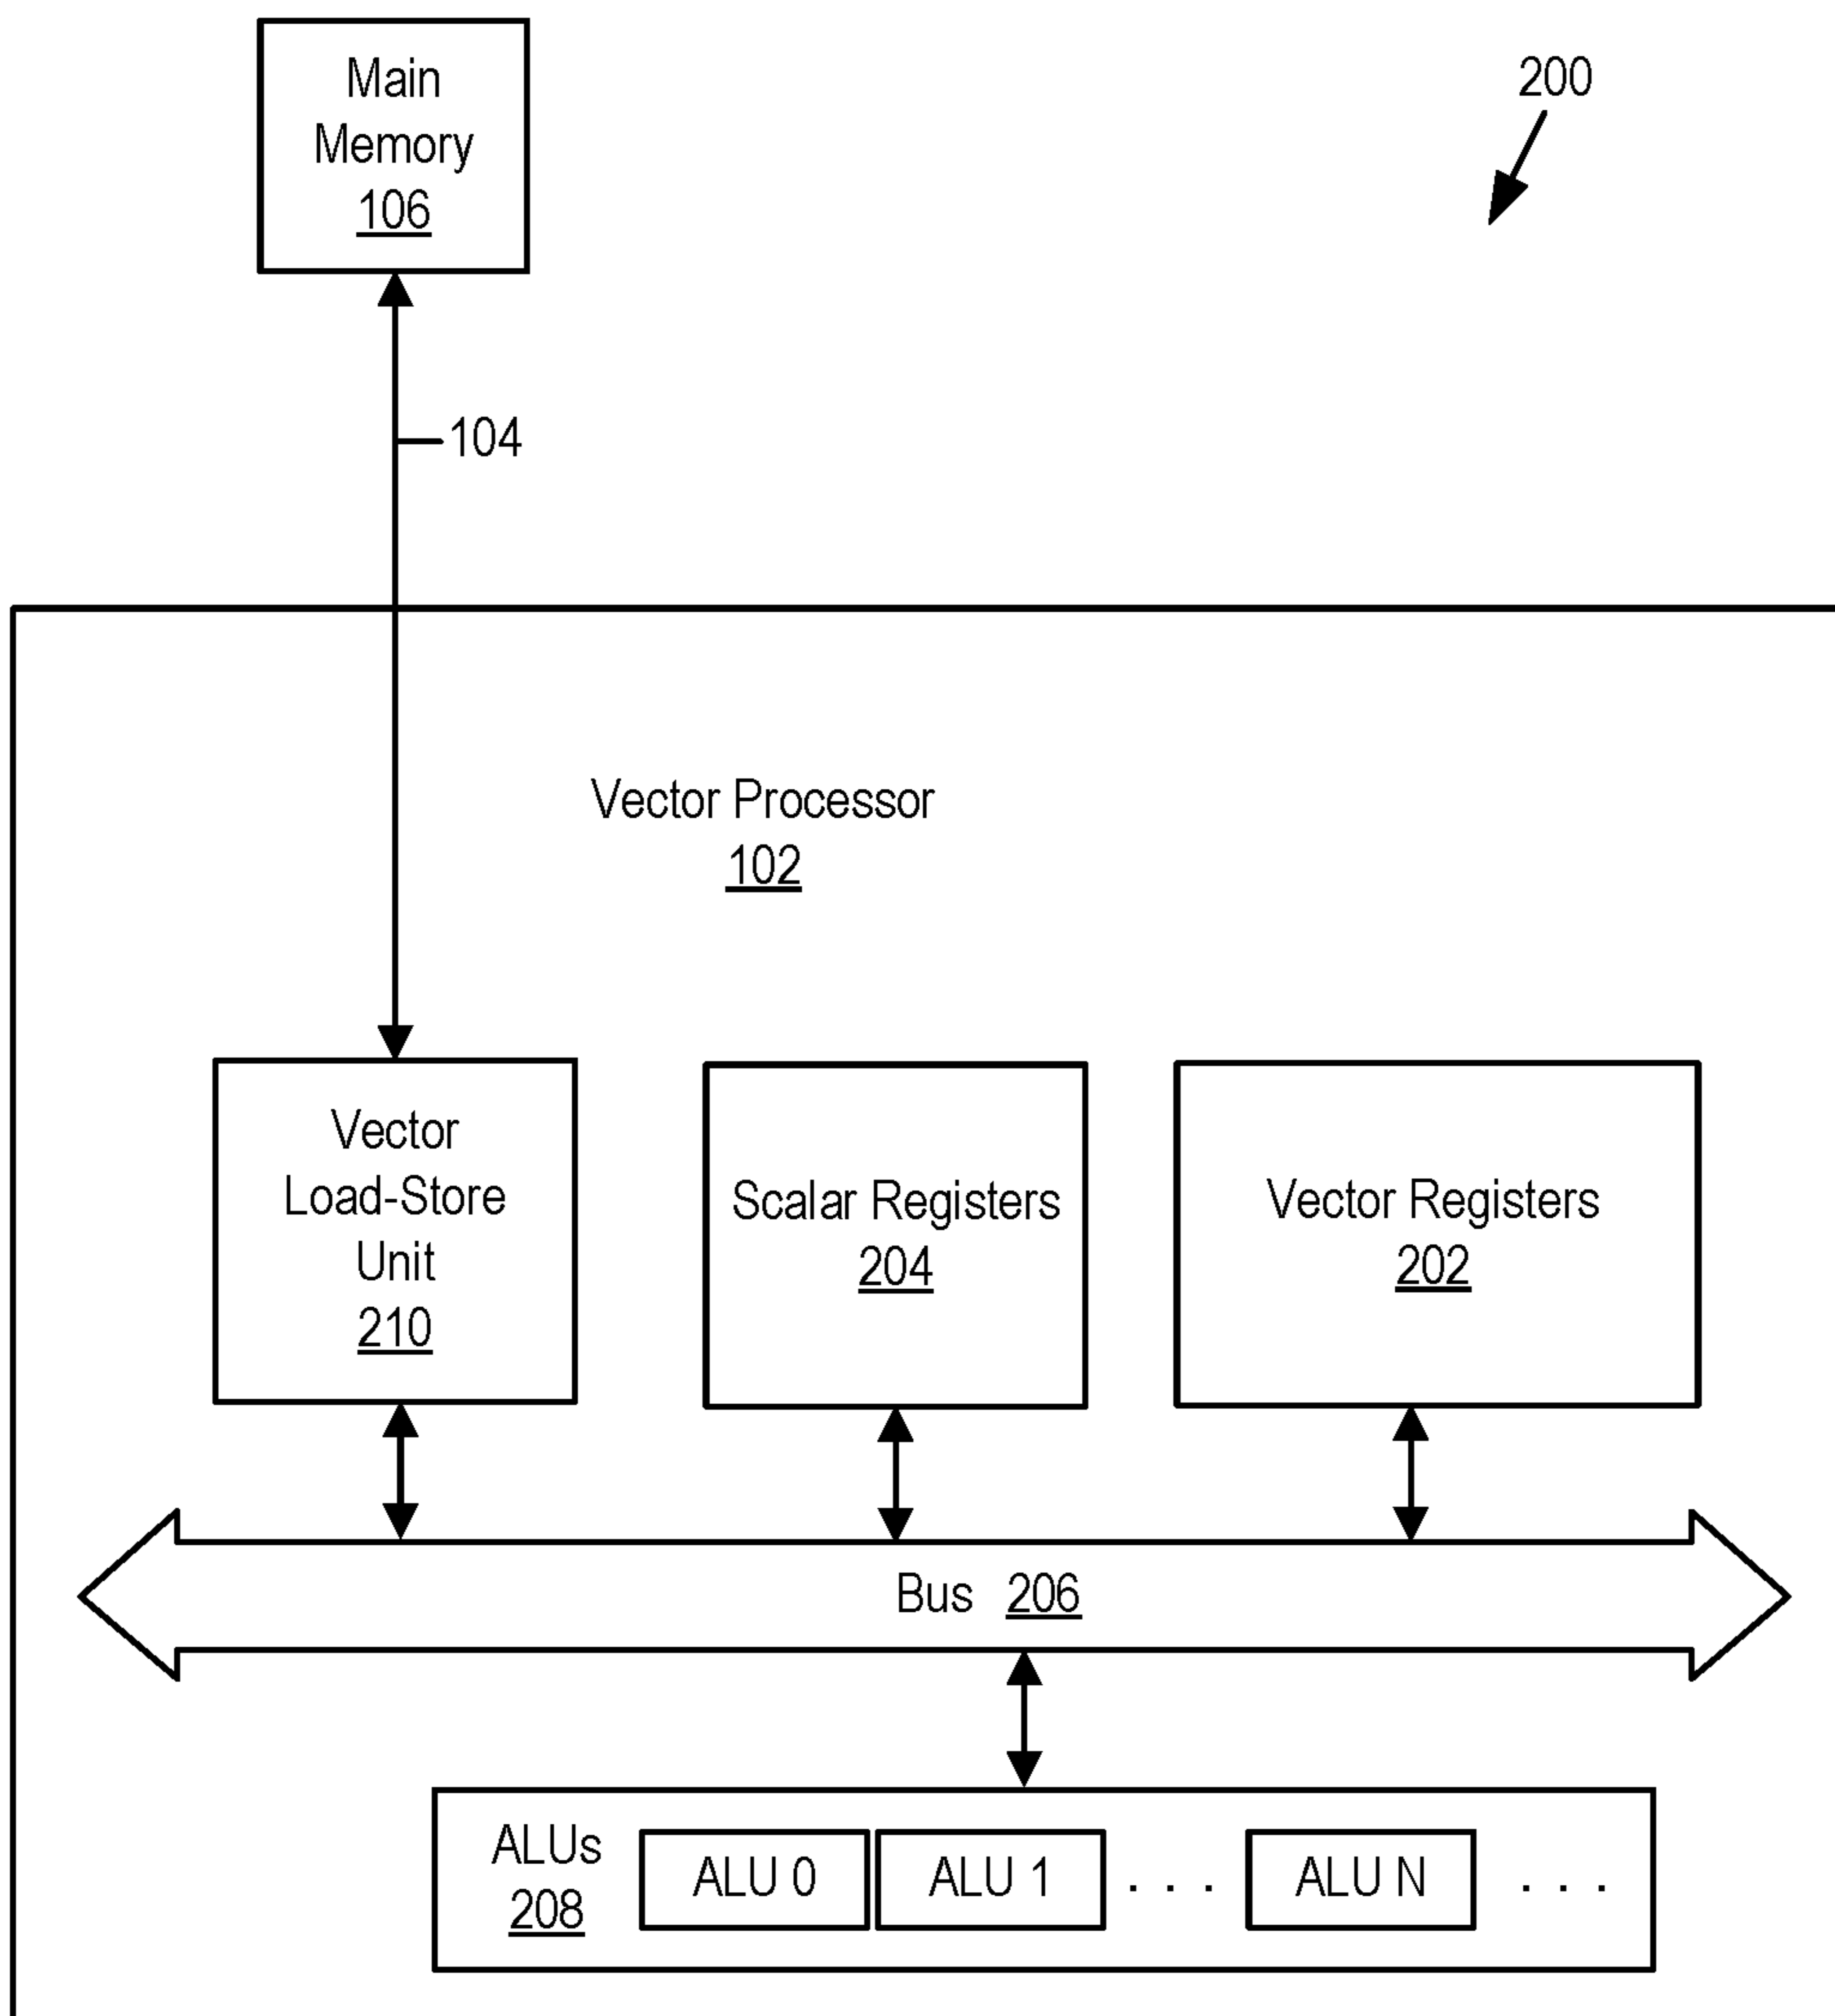 Main
Memory
106
200
104
Vector Processor
102
Vector
Load-Store
Unit
210
Scalar Registers
204
Vector Registers
202
Bus 206
ALUs
208
ALU 0
ALU 1
. . .
ALU N
. . .